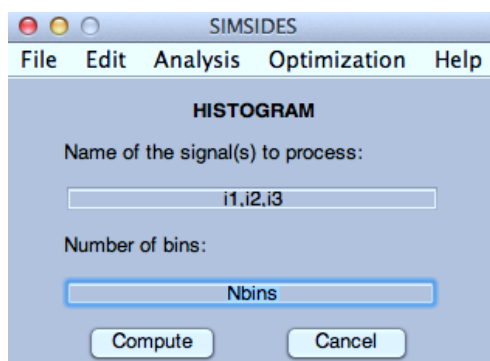 SIMSIDES
File Edit Analysis Optimization Help
HISTOGRAM
Name of the signal(s) to process:
i1,i2,i3
Number of bins:
Nbins
Compute Cancel